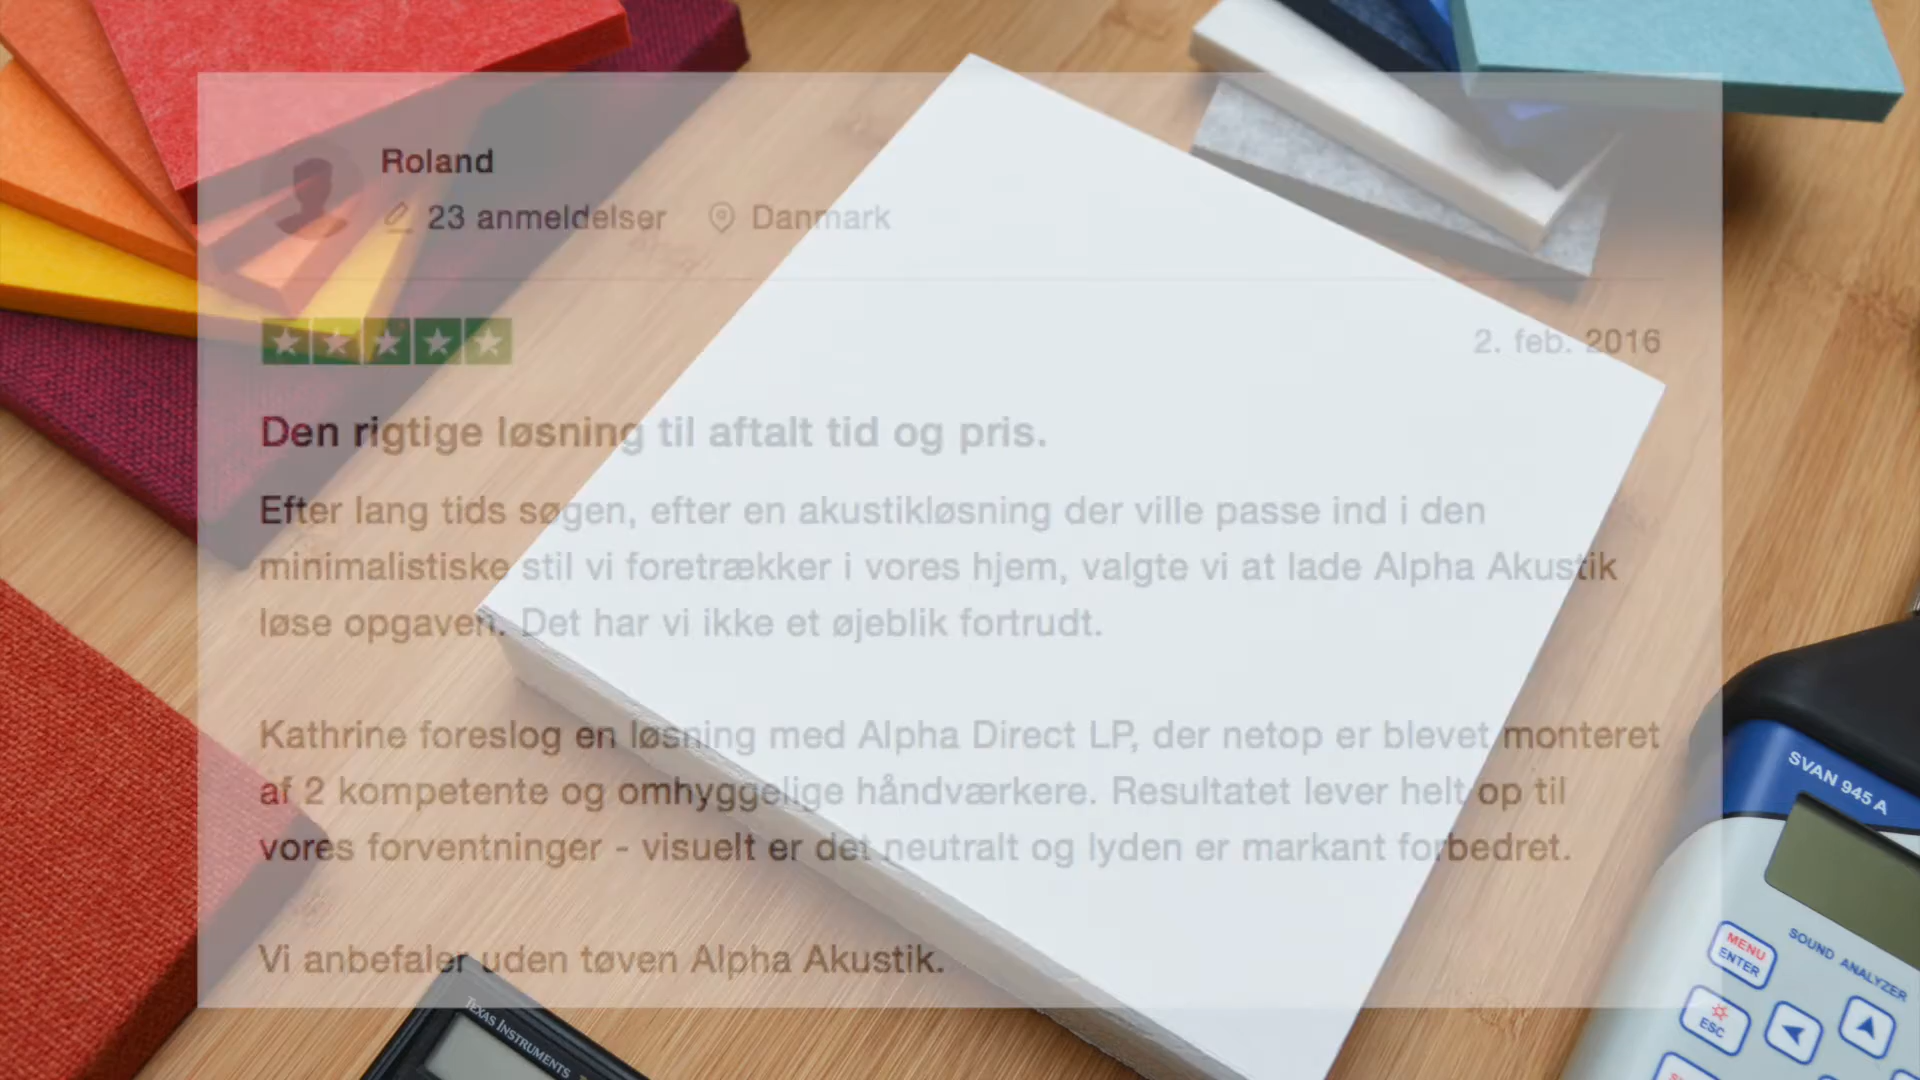 Roland
23 anmeldelser Danmark
2. feb. 2016
Den rigtige løsning til aftalt tid og pris.
Efter lang tids søgen, efter en akustikløsning der ville passe ind i den
minimalistiske stil vi foretrækker i vores hjem, valgte vi at lade Alpha Akustik
løse opgaven. Det har vi ikke et øjeblik fortrudt.
Kathrine foreslog en løsning med Alpha Direct LP, der netop er blevet monteret
af 2 kompetente og omhyggelige håndværkere. Resultatet lever helt op til
vores forventninger - visuelt er det neutralt og lyden er markant forbedret.
Vi anbefaler uden tøven Alpha Akustik.
SVAN 945 A
SOUND ANALYZER
MENU
ENTER
ESC
TEXAS INSTRUMENTS